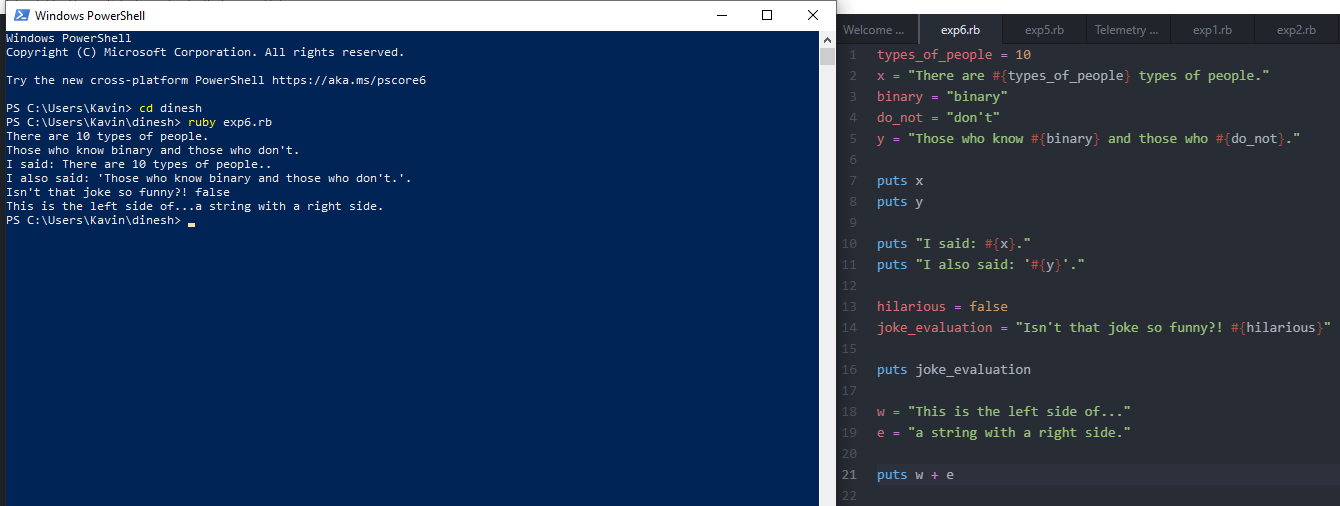 Windows PowerShell
Windows PowerShell
Copyright (C) Microsoft Corporation. All rights reserved.
Try the new cross-platform PowerShell https://aka.ms/pscore6
PS C:\Users\Kavin> cd dinesh
PS C:\Users\Kavin\dinesh> ruby exp6.rb
There are 10 types of people.
Those who know binary and those who don't.
I said: There are 10 types of people..
I also said: 'Those who know binary and those who don't.'.
Isn't that joke so funny?! false
This is the left side of...a string with a right side.
PS C:\Users\Kavin\dinesh>
Welcome ... exp6.rb exp5.rb Telemetry ... exp1.rb exp2.rb
1 types_of_people = 10
2 x = "There are #{types_of_people} types of people."
3 binary = "binary"
4 do_not = "don't"
5 y = "Those who know #{binary} and those who #{do_not}."
6
7 puts x
8 puts y
9
10 puts "I said: #{x}."
11 puts "I also said: '#{y}'."
12
13 hilarious = false
14 joke_evaluation = "Isn't that joke so funny?! #{hilarious}"
15
16 puts joke_evaluation
17
18 w = "This is the left side of..."
19 e = "a string with a right side."
20
21 puts w + e
22